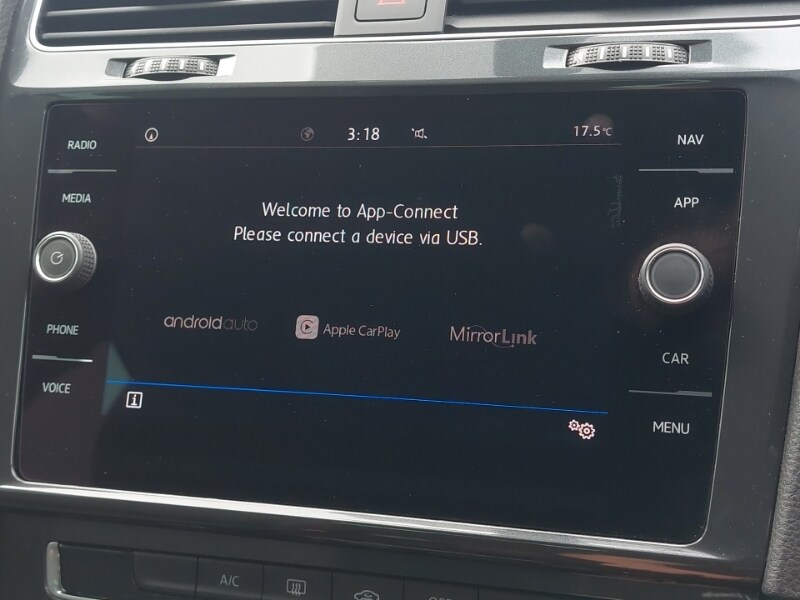 RADIO
MEDIA
PHONE
VOICE
3:18
17.5°C
Welcome to App-Connect
Please connect a device via USB.
androidauto
Apple CarPlay
MirrorLink
i
NAV
APP
CAR
MENU
A/C